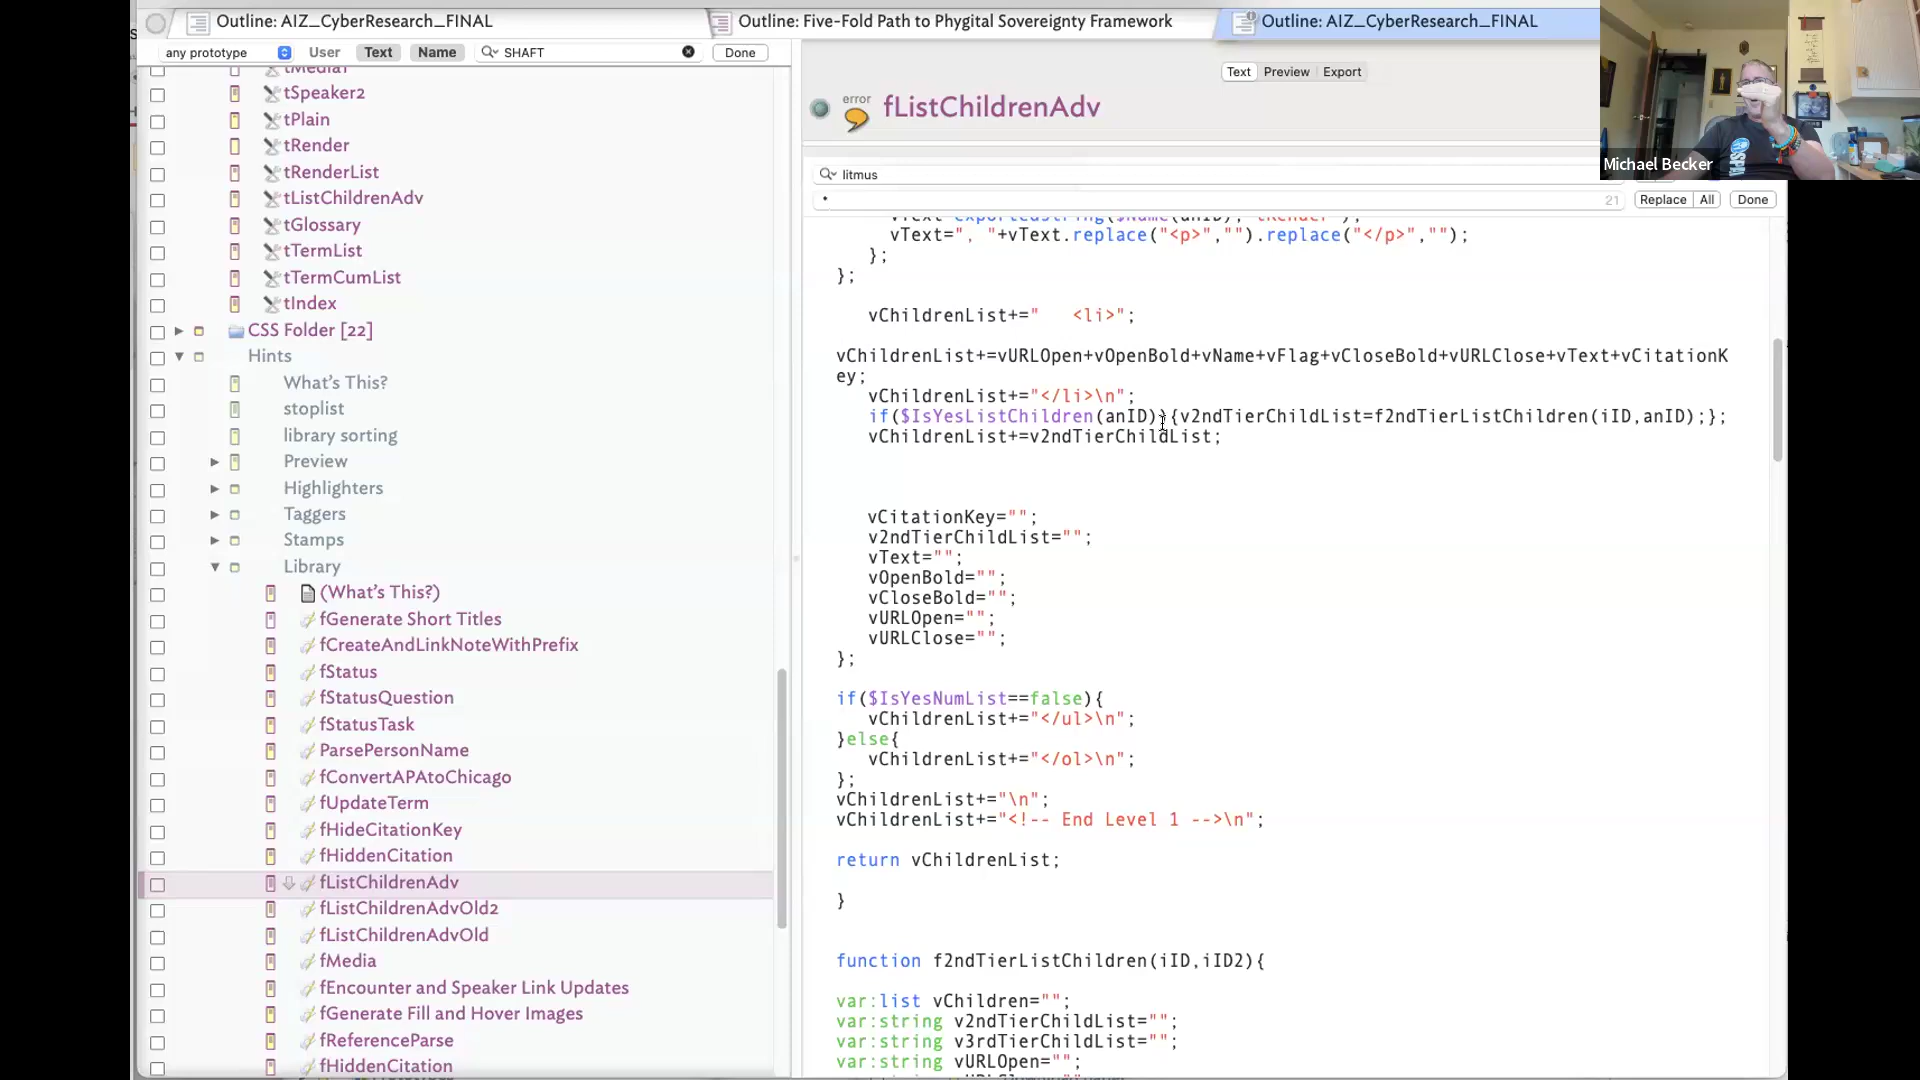 Outline: AIZ_CyberResearch_FINAL
Outline: Five-Fold Path to Phygital Sovereignty Framework
Outline: AIZ_CyberResearch_FINAL
any prototype
User
Text
Name
SHAFT
Done
tMedia1
tSpeaker2
tPlain
tRender
tRenderList
tListChildrenAdv
tGlossary
tTermList
tTermCumList
tIndex
CSS Folder [22]
Hints
What's This?
stoplist
library sorting
Preview
Highlighters
Taggers
Stamps
Library
(What's This?)
fGenerate Short Titles
fCreateAndLinkNoteWithPrefix
fStatus
fStatusQuestion
fStatusTask
ParsePersonName
fConvertAPAtoChicago
fUpdateTerm
fHideCitationKey
fHiddenCitation
fListChildrenAdv
fListChildrenAdvOld2
fListChildrenAdvOld
fMedia
fEncounter and Speaker Link Updates
fGenerate Fill and Hover Images
fReferenceParse
fHiddenCitation
Text
Preview
Export
error
fListChildrenAdv
litmus
21
Replace
All
Done
vText=", "+vText.replace("<p>","").replace("</p>","");
};
};
vChildrenList+="   <li>";
vChildrenList+=vURLOpen+vOpenBold+vName+vFlag+vCloseBold+vURLClose+vText+vCitationK
ey;
vChildrenList+="</li>\n";
if($IsYesListChildren(anID)){v2ndTierChildList=f2ndTierListChildren(iID,anID);};
vChildrenList+=v2ndTierChildList;
vCitationKey="";
v2ndTierChildList="";
vText="";
vOpenBold="";
vCloseBold="";
vURLOpen="";
vURLClose="";
};
if($IsYesNumList==false){
vChildrenList+="</ul>\n";
}else{
vChildrenList+="</ol>\n";
};
vChildrenList+="\n";
vChildrenList+="<!-- End Level 1 -->\n";
return vChildrenList;
}
function f2ndTierListChildren(iID,iID2){
var:list vChildren="";
var:string v2ndTierChildList="";
var:string v3rdTierChildList="";
var:string vURLOpen="";
Michael Becker